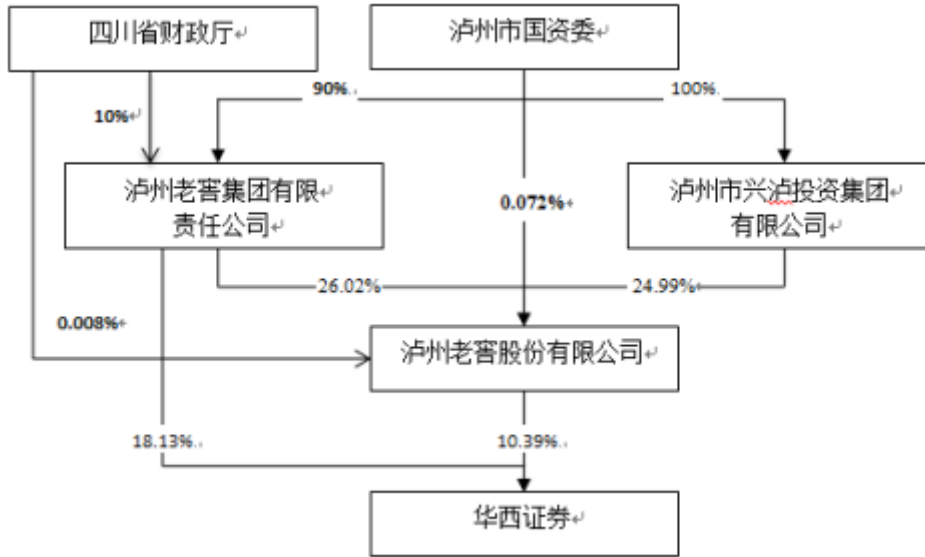 四川省财政厅↵
泸州市国资委↵
90%
100%
10%↵
泸州老窖集团有限↵
责任公司↵
泸州市兴泸投资集团↵
有限公司↵
0.072%↵
26.02%
24.99%
0.008%↵
泸州老窖股份有限公司↵
18.13%
10.39%
华西证券↵